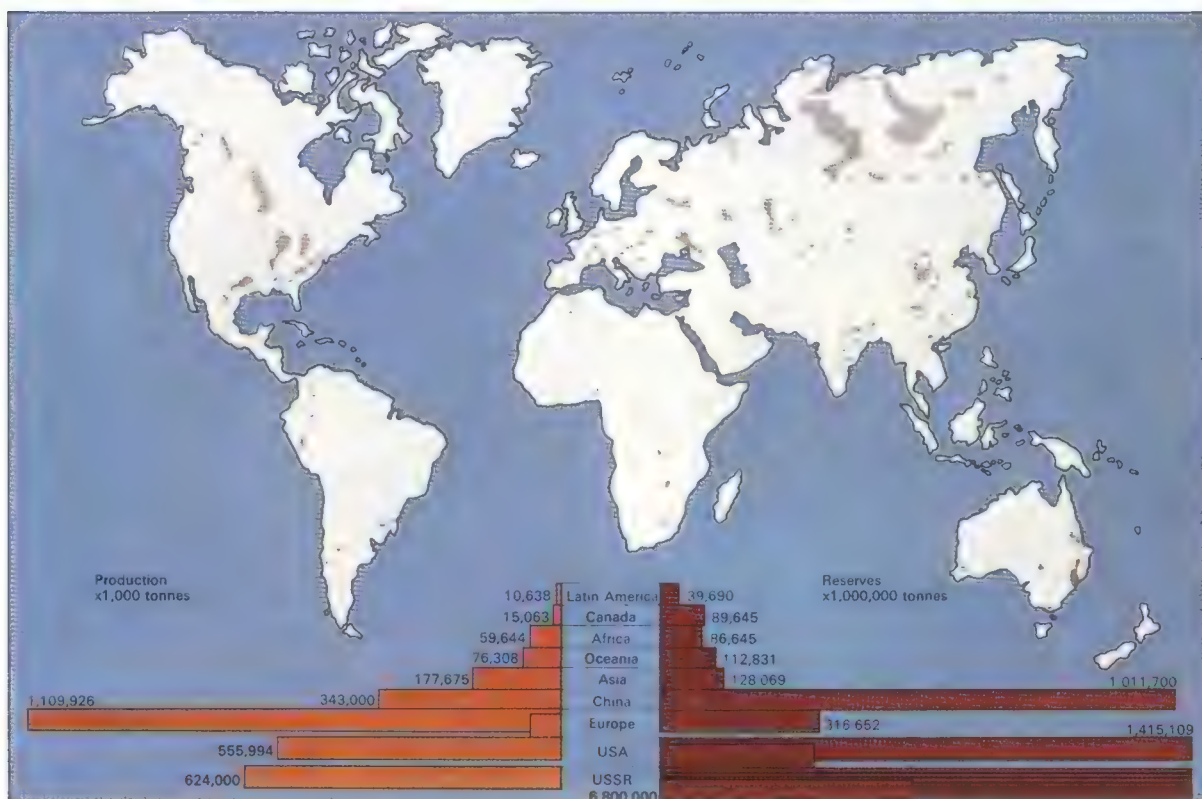 Production
x1,000 tonnes
Reserves
x1,000,000 tonnes
10,638 Latin America 39,690
15,063 Canada 89,645
59,644 Africa 86,645
76,308 Oceania 112,831
177,675 Asia 128 069
1,109,926 343,000 China 1 011,700
Europe 316 652
555,994 USA 1,415,109
624,000 USSR
6,800,000